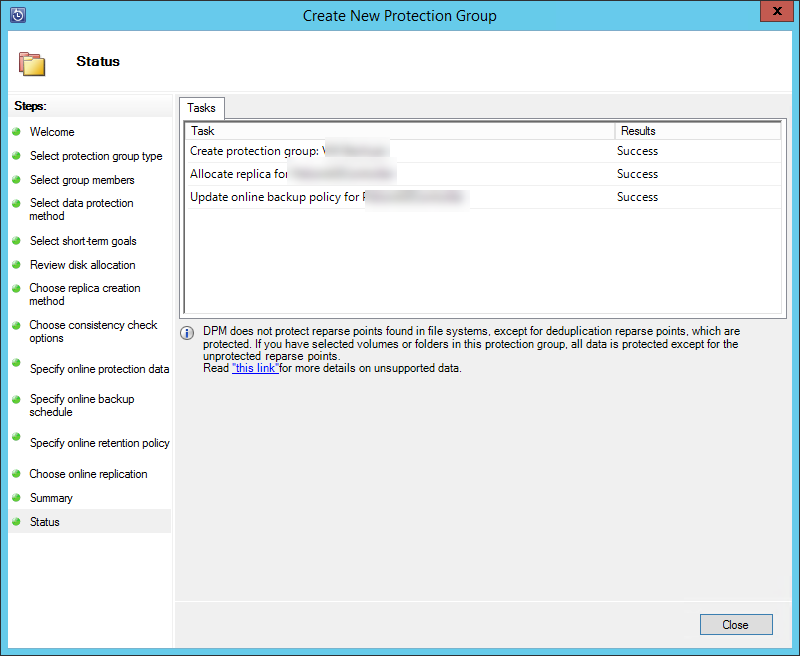 Create New Protection Group
x
Status
Steps:
Welcome
Select protection group type
Select group members
Select data protection
method
Select short-term goals
Review disk allocation
Choose replica creation
method
Choose consistency check
options
Specify online protection data
Specify online backup
schedule
Specify online retention policy
Choose online replication
Summary
Status
Tasks
Task Results
Create protection group: Success
Allocate replica for Success
Update online backup policy for Success
DPM does not protect reparse points found in file systems, except for deduplication reparse points, which are
protected. If you have selected volumes or folders in this protection group, all data is protected except for the
unprotected reparse points.
Read "this link"for more details on unsupported data.
Close